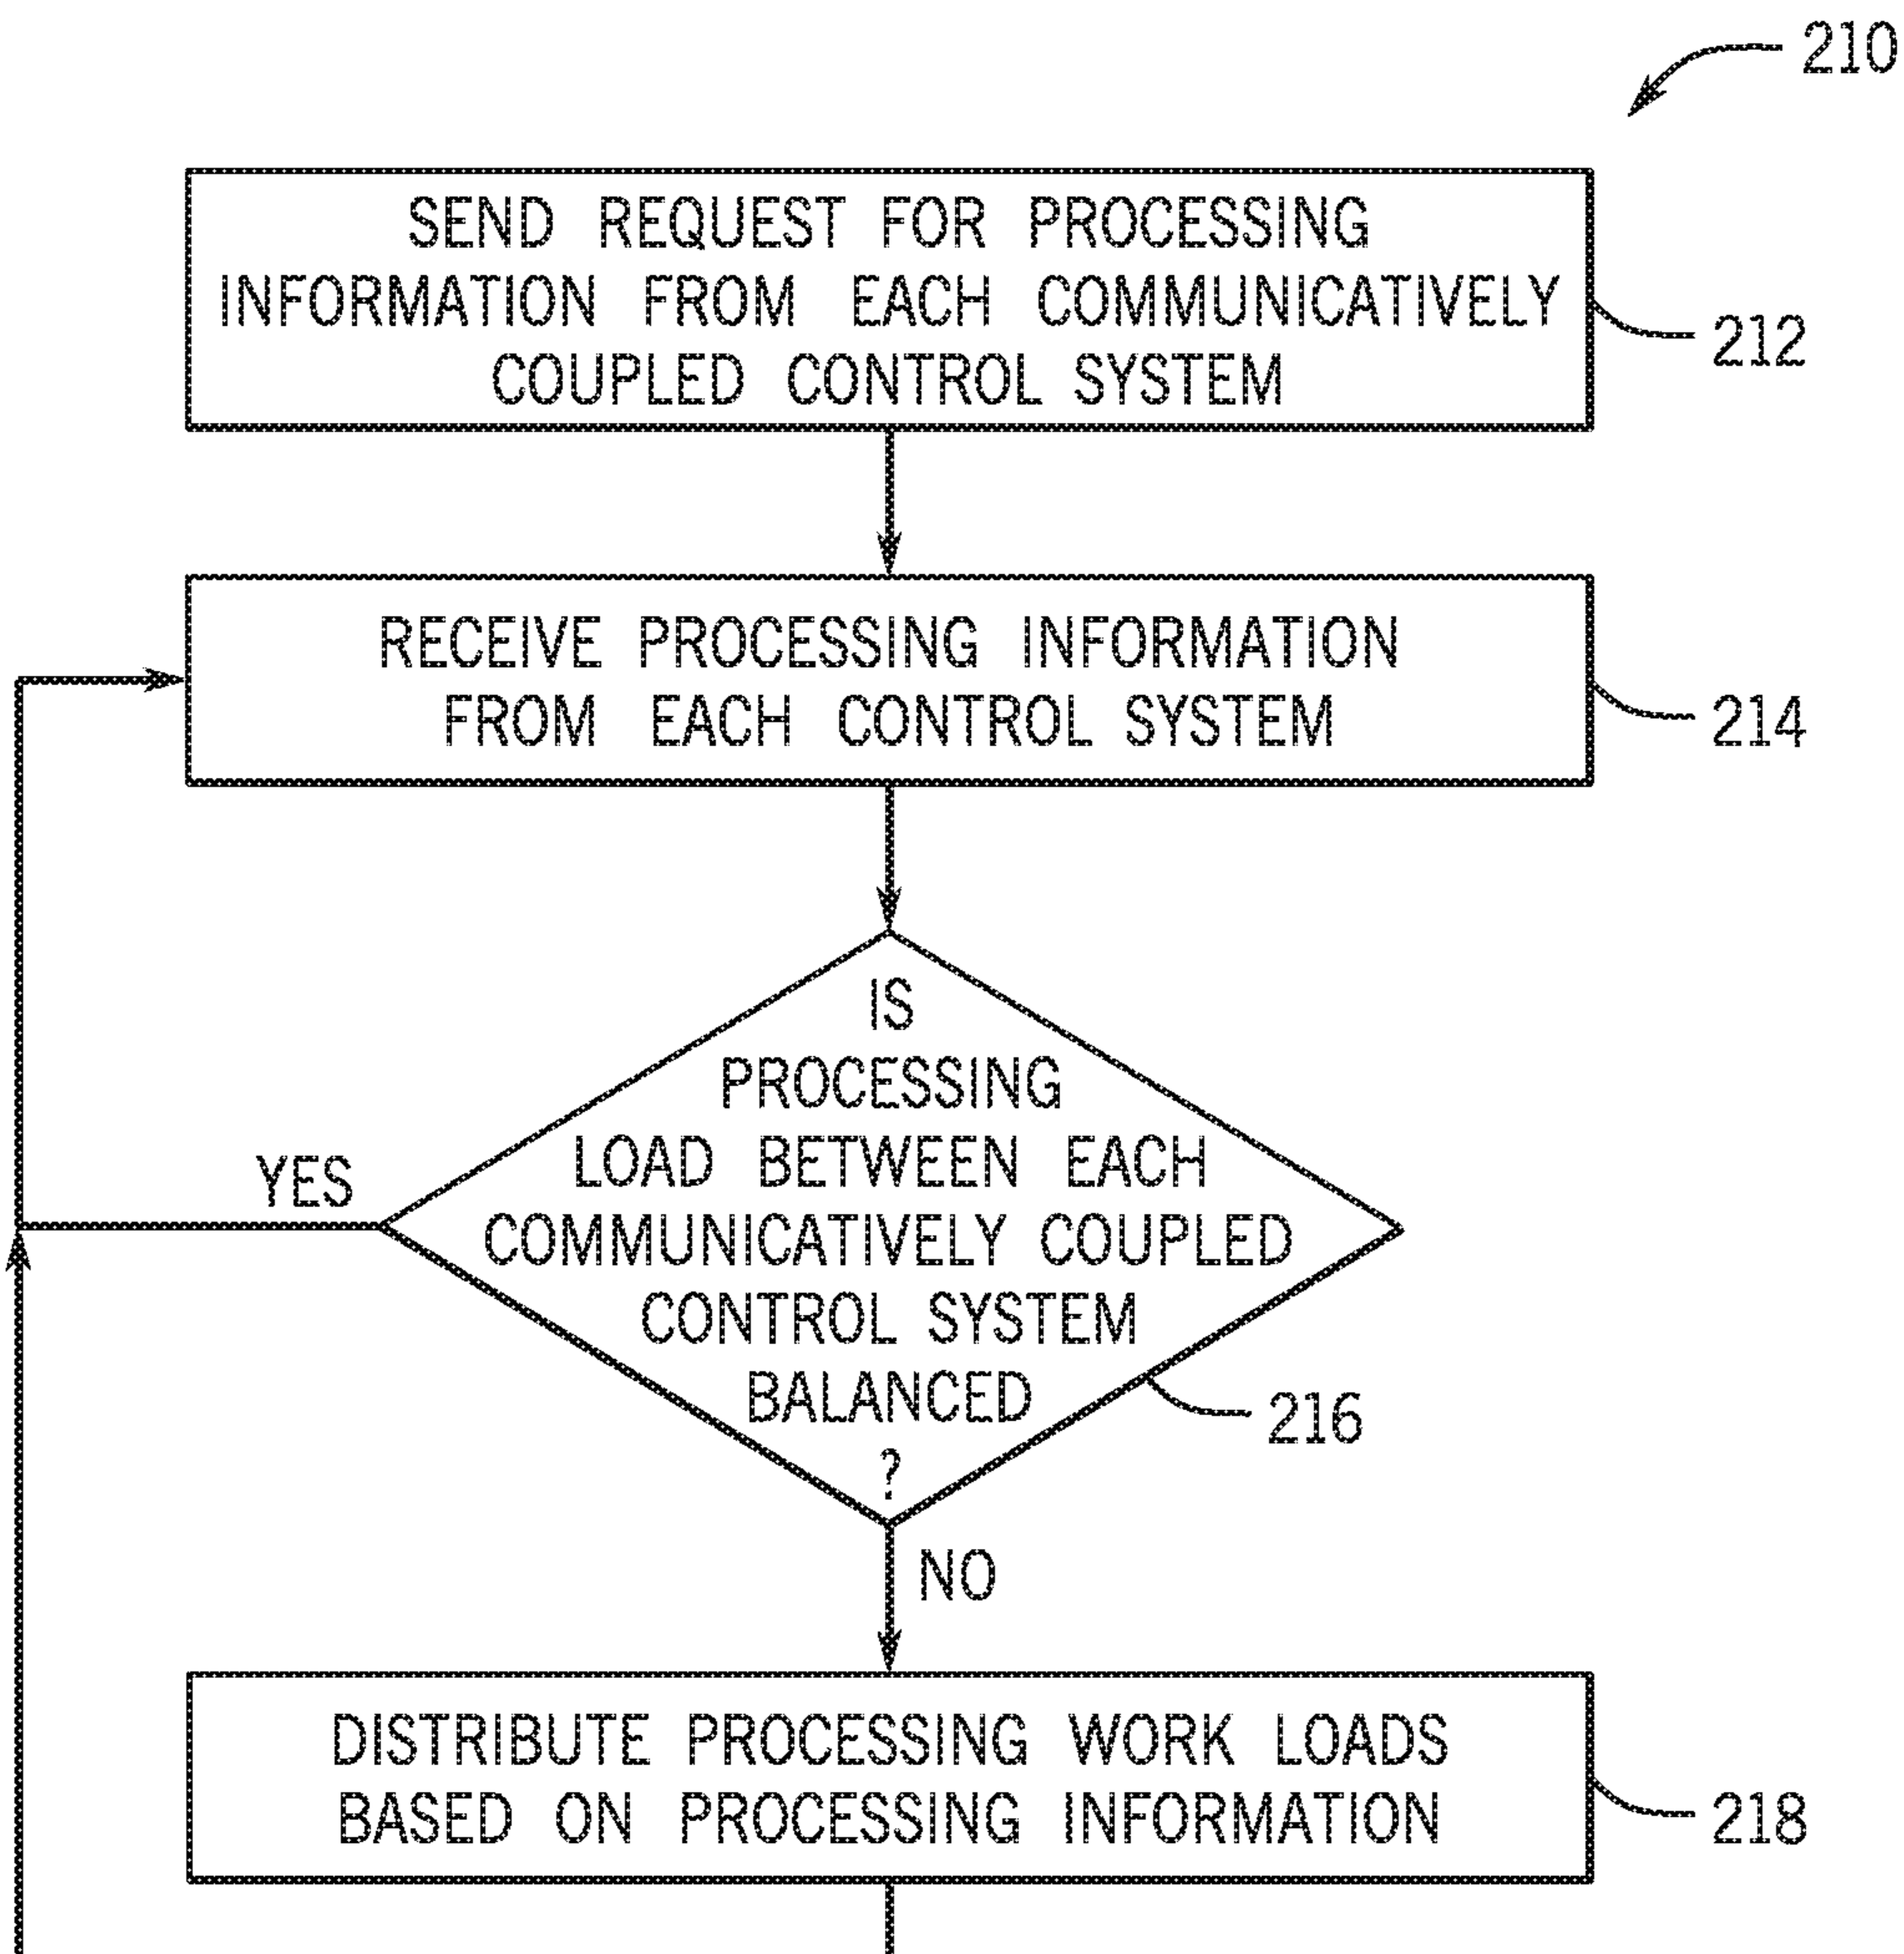 210
SEND REQUEST FOR PROCESSING
INFORMATION FROM EACH COMMUNICATIVELY
COUPLED CONTROL SYSTEM
212
RECEIVE PROCESSING INFORMATION
FROM EACH CONTROL SYSTEM
214
IS
PROCESSING
LOAD BETWEEN EACH
COMMUNICATIVELY COUPLED
CONTROL SYSTEM
BALANCED
?
YES
216
NO
DISTRIBUTE PROCESSING WORK LOADS
BASED ON PROCESSING INFORMATION
218